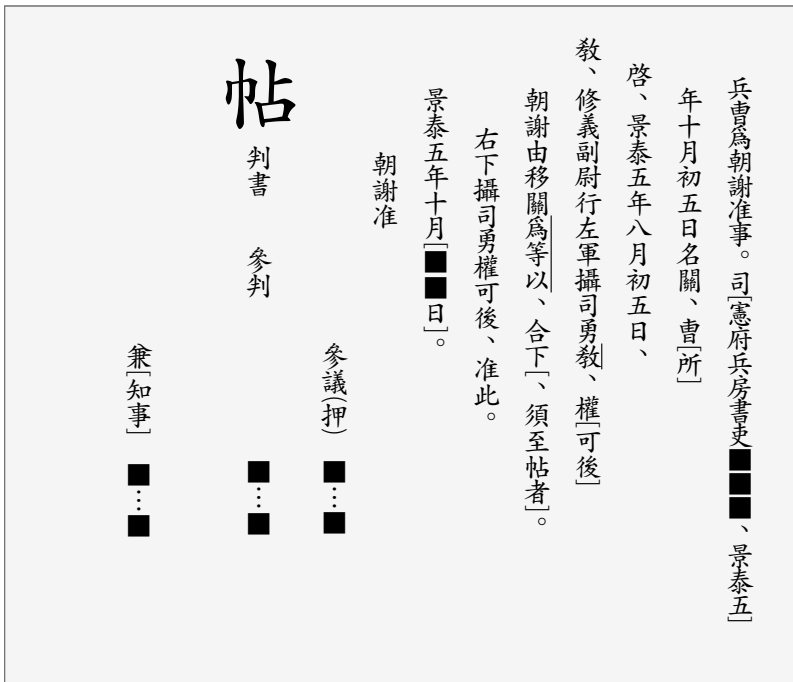 兵曺爲朝謝准事。司[憲府兵房書吏■■■、景泰五]
年十月初五日名關、曺[所]
啓、景泰五年八月初五日、
敎、修義副尉行左軍攝司勇敎、權[可後]
朝謝由移關爲等以、合下[、須至帖者]。
右下攝司勇權可後、准此。
景泰五年十月[■■日]。
朝謝准
參議(押) ■…■
帖
判書 參判 ■…■
兼[知事] ■…■